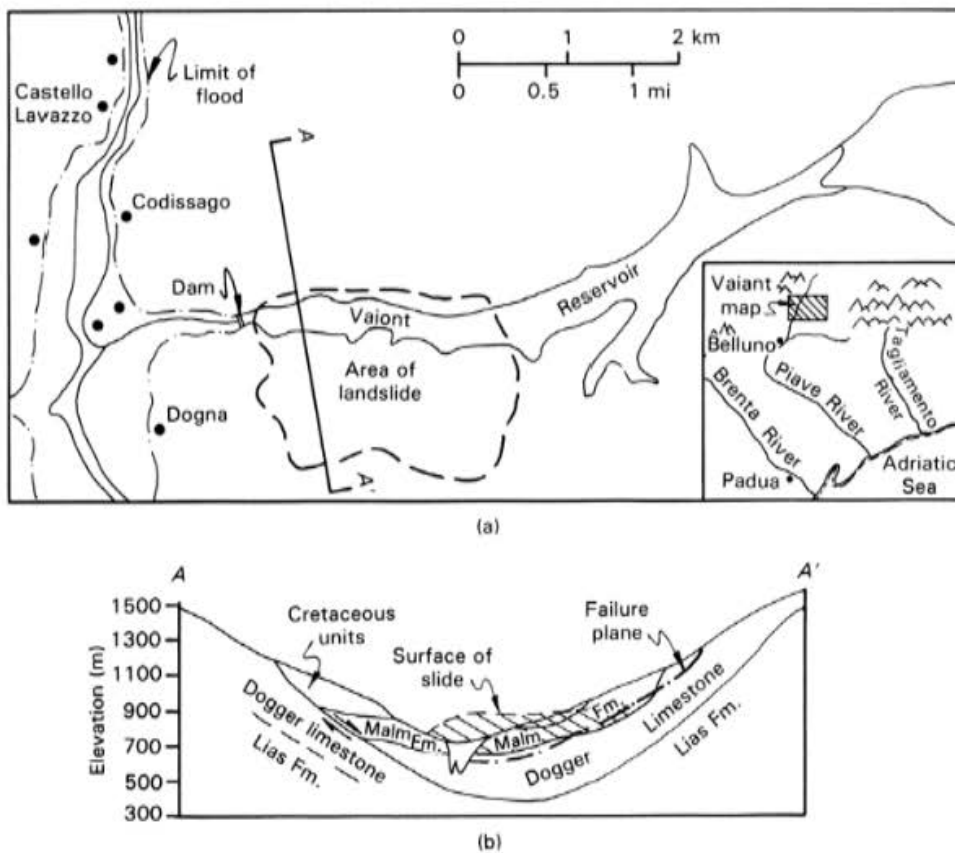 0 1 2 km
0 0.5 1 mi
Limit of
flood
Castello
Lavazzo
A
Codissago
Dam
Vaiont
Reservoir
Area of
landslide
Dogna
A'
Vaiant
map
Belluno
Piave River
Tagliamento
River
Brenta River
Padua
Adriatic
Sea
(a)
A
A'
Elevation (m)
1500
1300
1100
900
700
500
300
Cretaceous
units
Failure
plane
Surface of
slide
Malm Fm.
Malm Fm.
Dogger limestone
Lias Fm.
Dogger Limestone
Lias Fm.
(b)